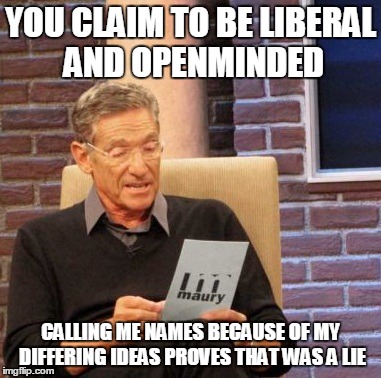 YOU CLAIM TO BE LIBERAL
AND OPENMINDED
maury
CALLING ME NAMES BECAUSE OF MY
DIFFERING IDEAS PROVES THAT WAS A LIE
imgflip.com